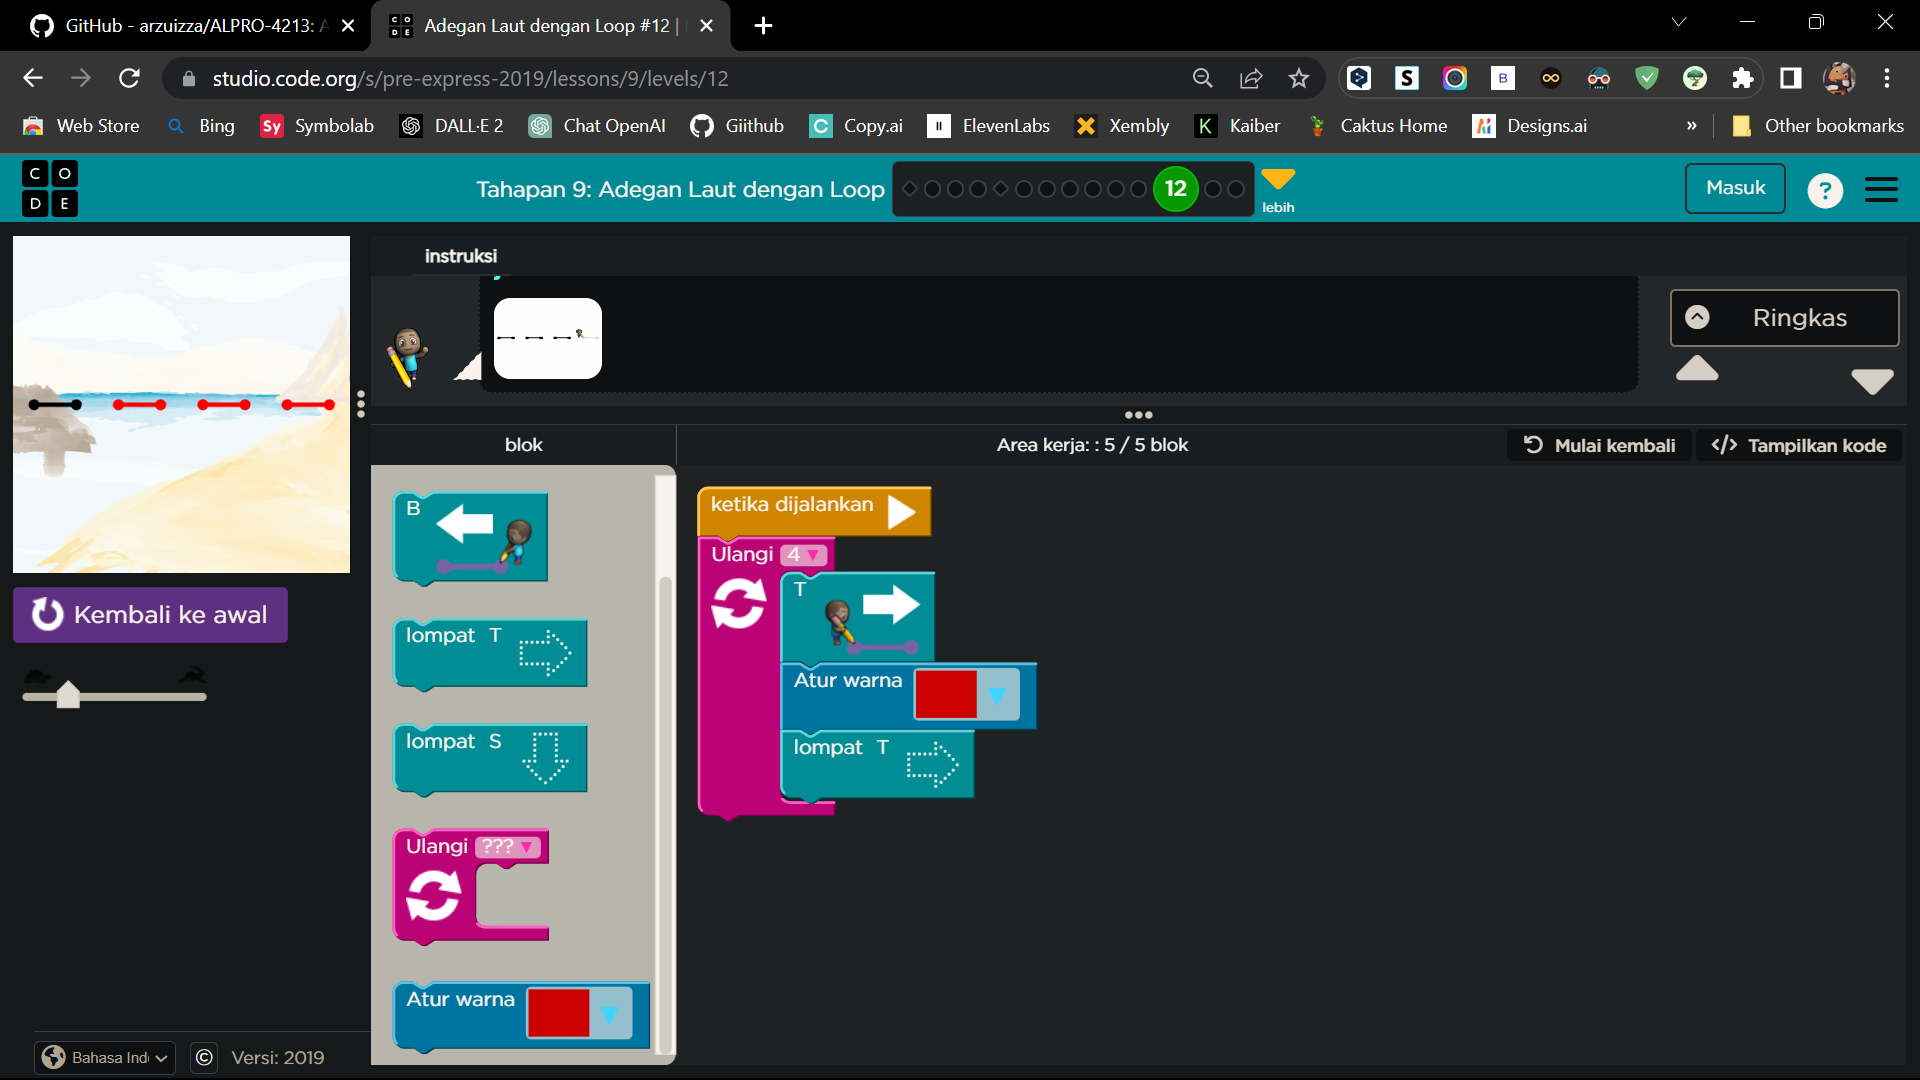 GitHub - arzuizza/ALPRO-4213: A
Adegan Laut dengan Loop #12 |
studio.code.org/s/pre-express-2019/lessons/9/levels/12
Web Store
Bing
Sy Symbolab
DALL·E 2
Chat OpenAI
Giithub
C Copy.ai
ElevenLabs
Xembly
K Kaiber
Caktus Home
Designs.ai
»
Other bookmarks
C O
D E
Tahapan 9: Adegan Laut dengan Loop
12
lebih
Masuk
?
instruksi
Ringkas
blok
Area kerja: : 5 / 5 blok
Mulai kembali
</> Tampilkan kode
Kembali ke awal
B
lompat T
lompat S
Ulangi ???
Atur warna
ketika dijalankan
Ulangi 4
T
Atur warna
lompat T
Bahasa Ind
©
Versi: 2019